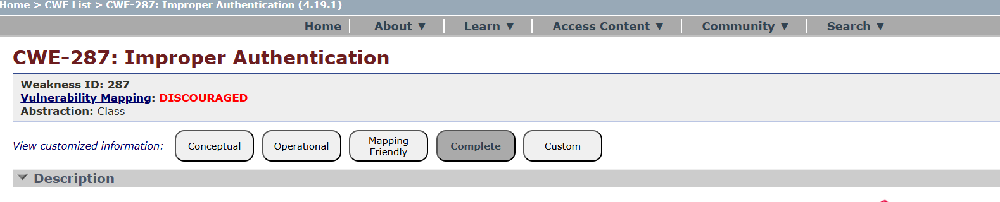 Home > CWE List > CWE-287: Improper Authentication (4.19.1)
Home About ▼ Learn ▼ Access Content ▼ Community ▼ Search ▼
CWE-287: Improper Authentication
Weakness ID: 287
Vulnerability Mapping: DISCOURAGED
Abstraction: Class
View customized information: Conceptual Operational Mapping Friendly Complete Custom
Description